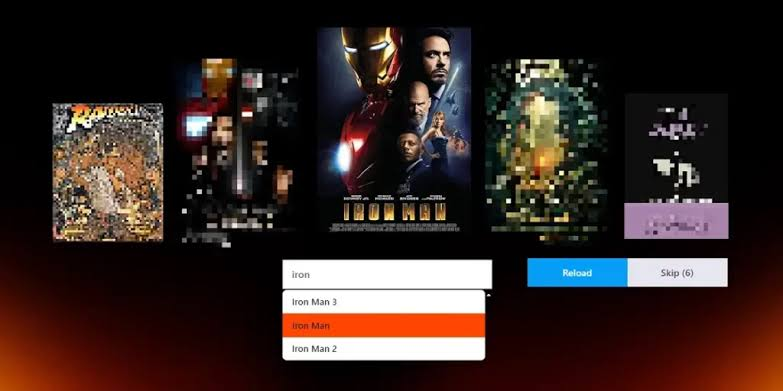 IRON MAN
iron
Reload
Skip (6)
Iron Man 3
Iron Man
Iron Man 2